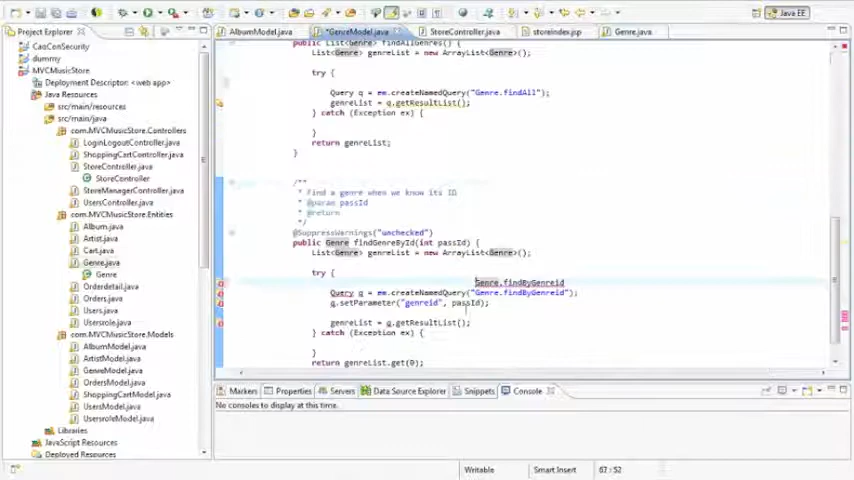 Java EE
Project Explorer
CaaConSecurity
dummy
MVCMusicStore
Deployment Descriptor: <web app>
Java Resources
src/main/resources
src/main/java
com.MVCMusicStore.Controllers
LoginLogoutController.java
ShoppingCartController.java
StoreController.java
StoreController
StoreManagerController.java
UsersController.java
com.MVCMusicStore.Entities
Album.java
Artist.java
Cart.java
Genre.java
Genre
Orderdetail.java
Orders.java
Users.java
Usersrole.java
com.MVCMusicStore.Models
AlbumModel.java
ArtistModel.java
GenreModel.java
OrdersModel.java
ShoppingCartModel.java
UsersModel.java
UsersroleModel.java
Libraries
JavaScript Resources
Deployed Resources
AlbumModel.java
*GenreModel.java
StoreController.java
storeindex.jsp
Genre.java
public List<Genre> findAllGenres() {
List<Genre> genreList = new ArrayList<Genre>();
try {
Query q = em.createNamedQuery("Genre.findAll");
genreList = q.getResultList();
} catch (Exception ex) {
}
return genreList;
}
/**
* find a genre when we know its ID
* @param passId
* @return
*/
@SuppressWarnings("unchecked")
public Genre findGenreById(int passId) {
List<Genre> genreList = new ArrayList<Genre>();
try {
Genre.findByGenreid
Query q = em.createNamedQuery("Genre.findByGenreid");
q.setParameter("genreid", passId);
genreList = q.getResultList();
} catch (Exception ex) {
}
return genreList.get(0);
Markers
Properties
Servers
Data Source Explorer
Snippets
Console
No consoles to display at this time.
Writable
Smart Insert
67 : 52